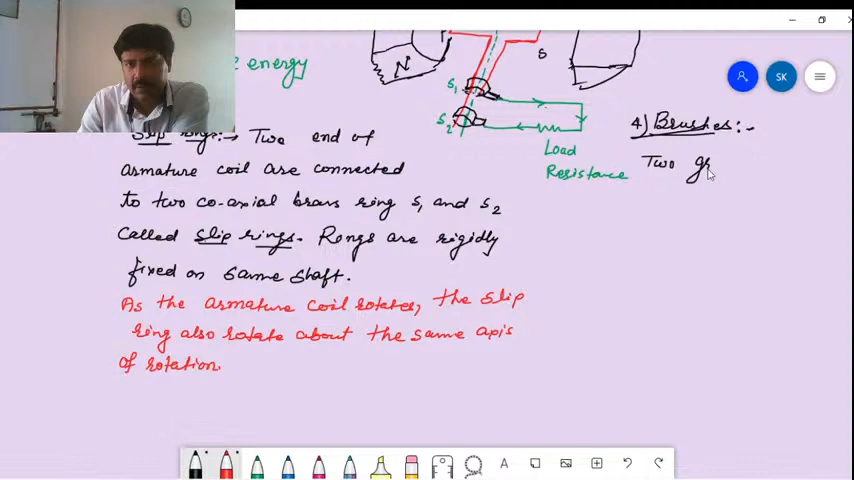 energy
N
S
S1
S2
Load
Resistance
SK
Slip rings:→ Two end of
armature coil are connected
to two co-axial brass ring S1 and S2
Called slip rings. Rings are rigidly
fixed on same shaft.
As the armature coil rotates, the slip
ring also rotate about the same axis
of rotation.
4) Brushes:-
Two gr
A